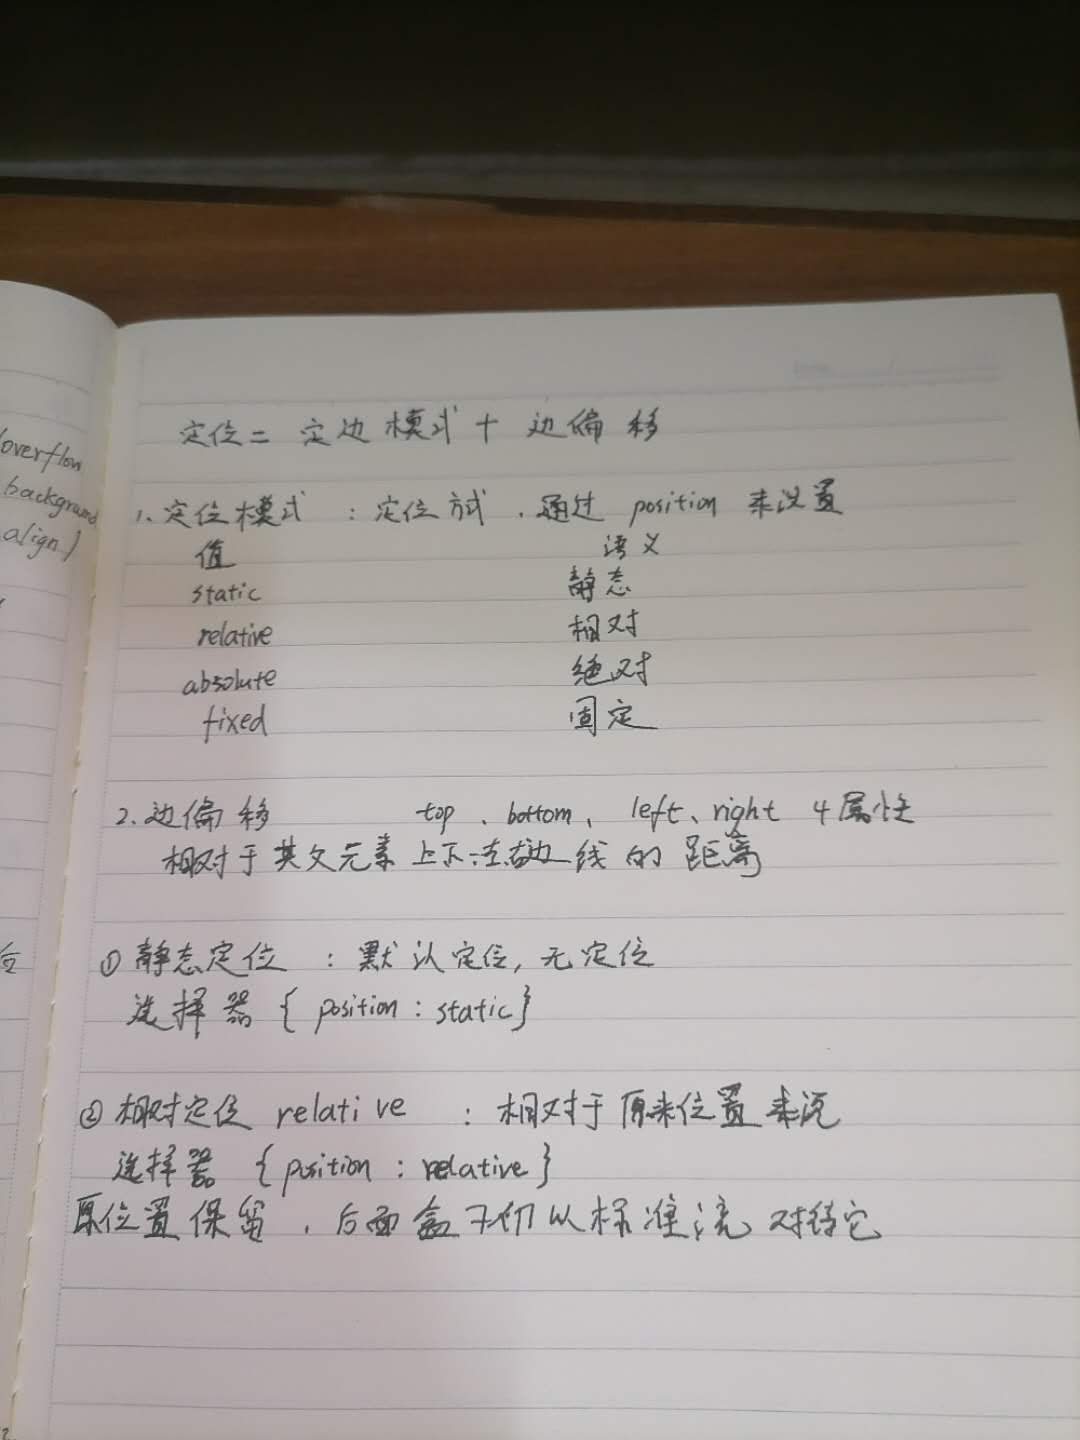 overflow
background
align)
定位= 定边模式 + 边偏移
1、定位模式 : 定位方式 , 通过 position 来设置
值 语义
static 静态
relative 相对
absolute 绝对
fixed 固定
2.边偏移 top 、bottom、 left、right 4属性
相对于其父元素上下左右边线的距离
① 静态定位 : 默认定位, 无定位
选择器 { position : static}
② 相对定位 relative : 相对于原来位置来说
选择器 {position : relative}
原位置保留 , 后面盒子仍以标准流 对待它